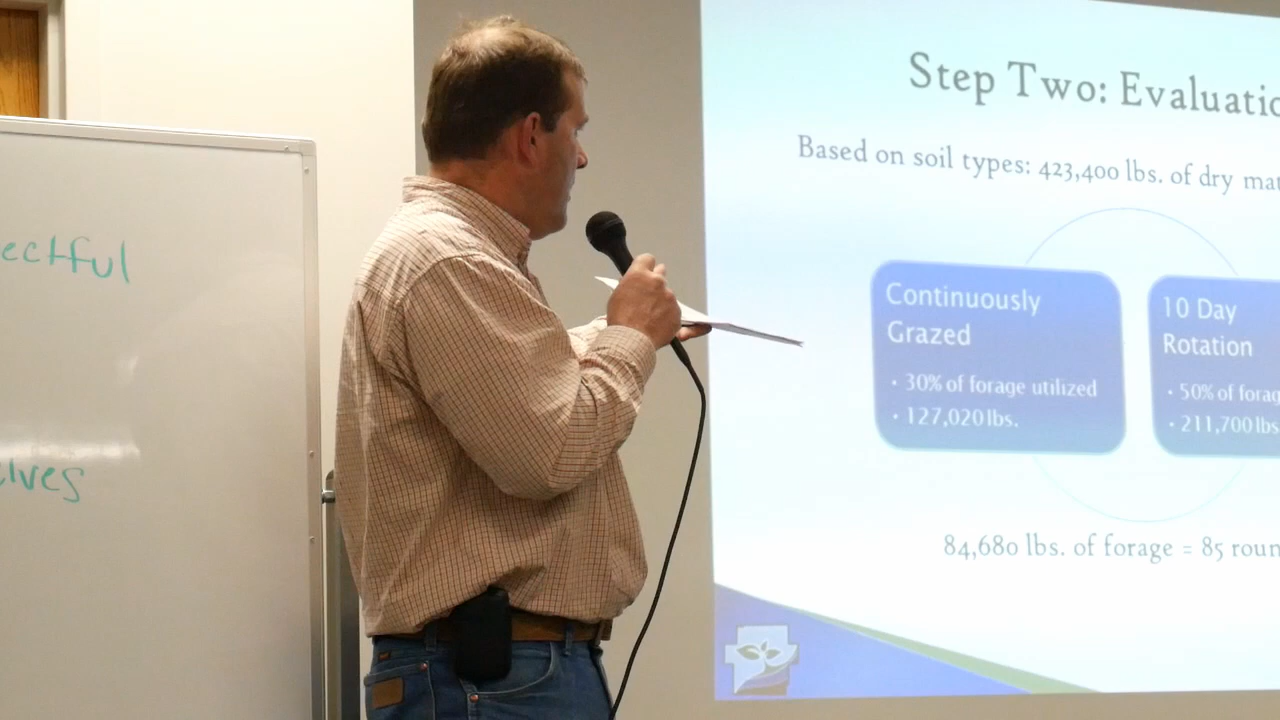 ectful
elves
Step Two: Evaluatio
Based on soil types: 423,400 lbs. of dry mat
Continuously
Grazed
• 30% of forage utilized
• 127,020 lbs.
10 Day
Rotation
• 50% of forag
• 211,700 lbs
84,680 lbs. of forage = 85 roun